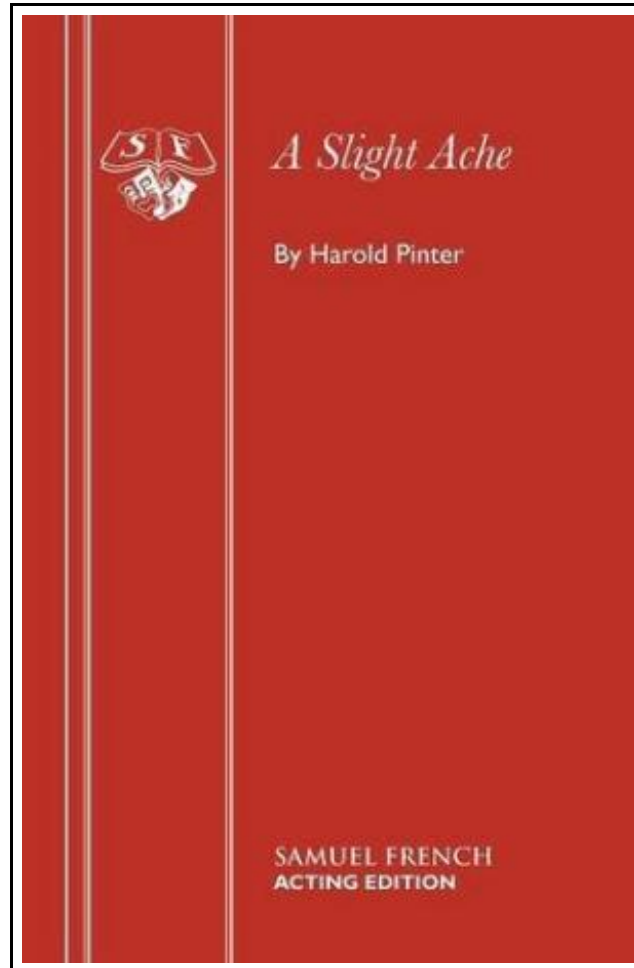 S F
A Slight Ache
By Harold Pinter
SAMUEL FRENCH
ACTING EDITION